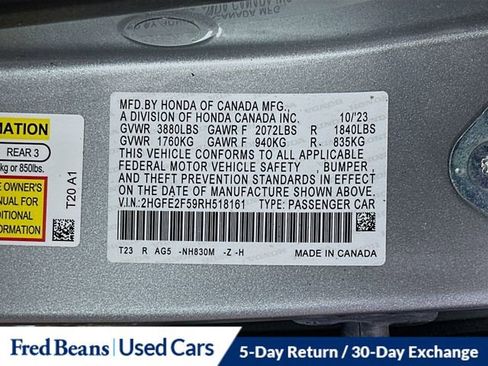 CANADA MFG.
MFD.BY HONDA OF CANADA MFG.,
A DIVISION OF HONDA CANADA INC. 10/'23
GVWR 3880LBS GAWR F 2072LBS R 1840LBS
GVWR 1760KG GAWR F 940KG R 835KG
THIS VEHICLE CONFORMS TO ALL APPLICABLE
FEDERAL MOTOR VEHICLE SAFETY, BUMPER,
AND THEFT PREVENTION STANDARDS IN EFFECT
ON THE DATE OF MANUFACTURE SHOWN ABOVE.
V.I.N.:2HGFE2F59RH518161 TYPE: PASSENGER CAR
T23 R AG5 -NH830M -Z -H
MADE IN CANADA
MATION
REAR 3
kg or 850lbs
E OWNER'S
NUAL FOR
DITIONAL
ORMATION
T20 A1
Fred Beans Used Cars
5-Day Return / 30-Day Exchange